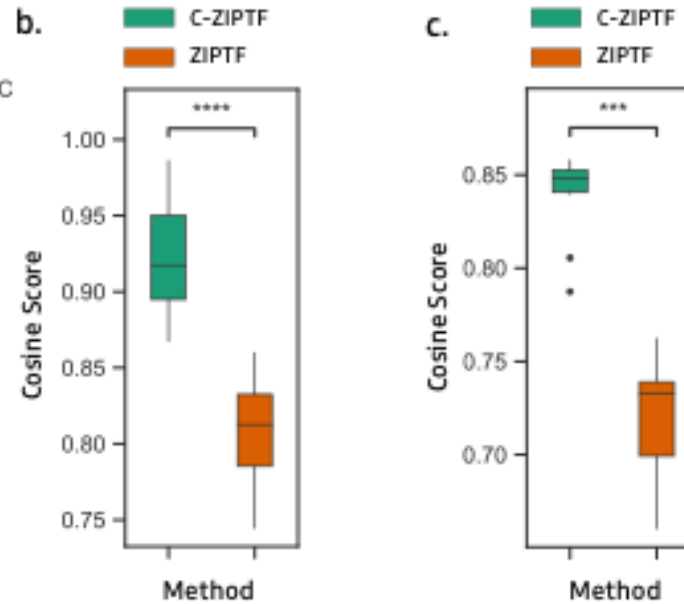 b.
C-ZIPTF
ZIPTF
C
****
1.00
0.95
0.90
0.85
0.80
0.75
Cosine Score
Method
c.
C-ZIPTF
ZIPTF
***
0.85
0.80
0.75
0.70
Cosine Score
Method